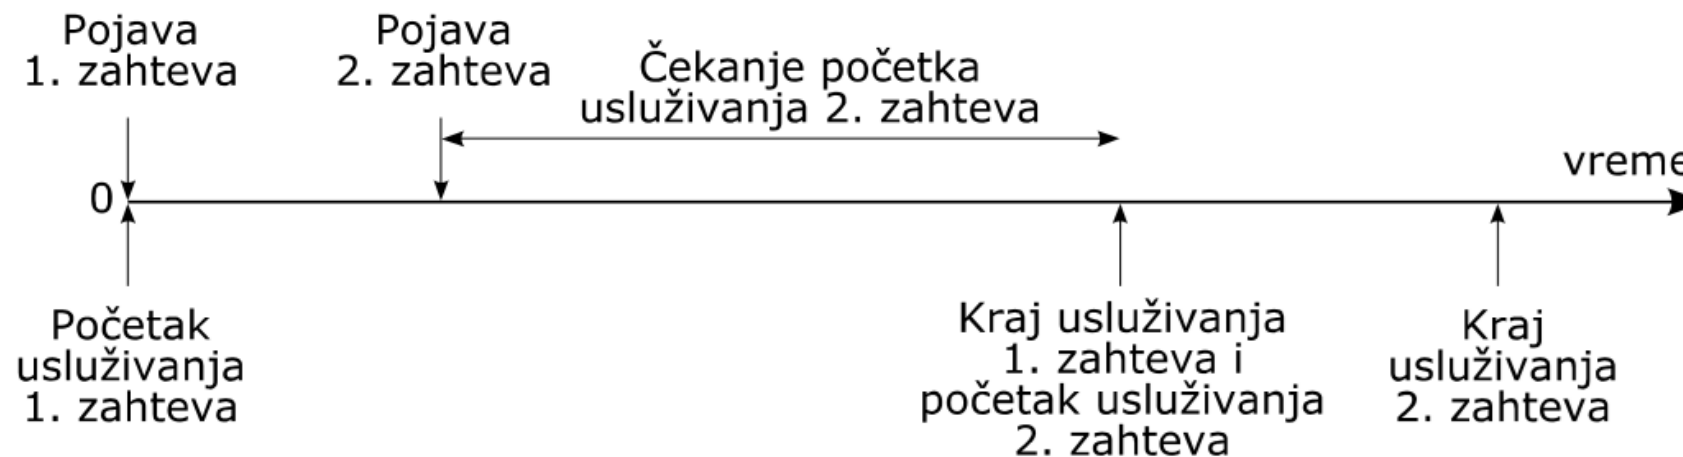 Pojava
1. zahteva
Pojava
2. zahteva
Čekanje početka
usluživanja 2. zahteva
vreme
0
Početak
usluživanja
1. zahteva
Kraj usluživanja
1. zahteva i
početak usluživanja
2. zahteva
Kraj
usluživanja
2. zahteva